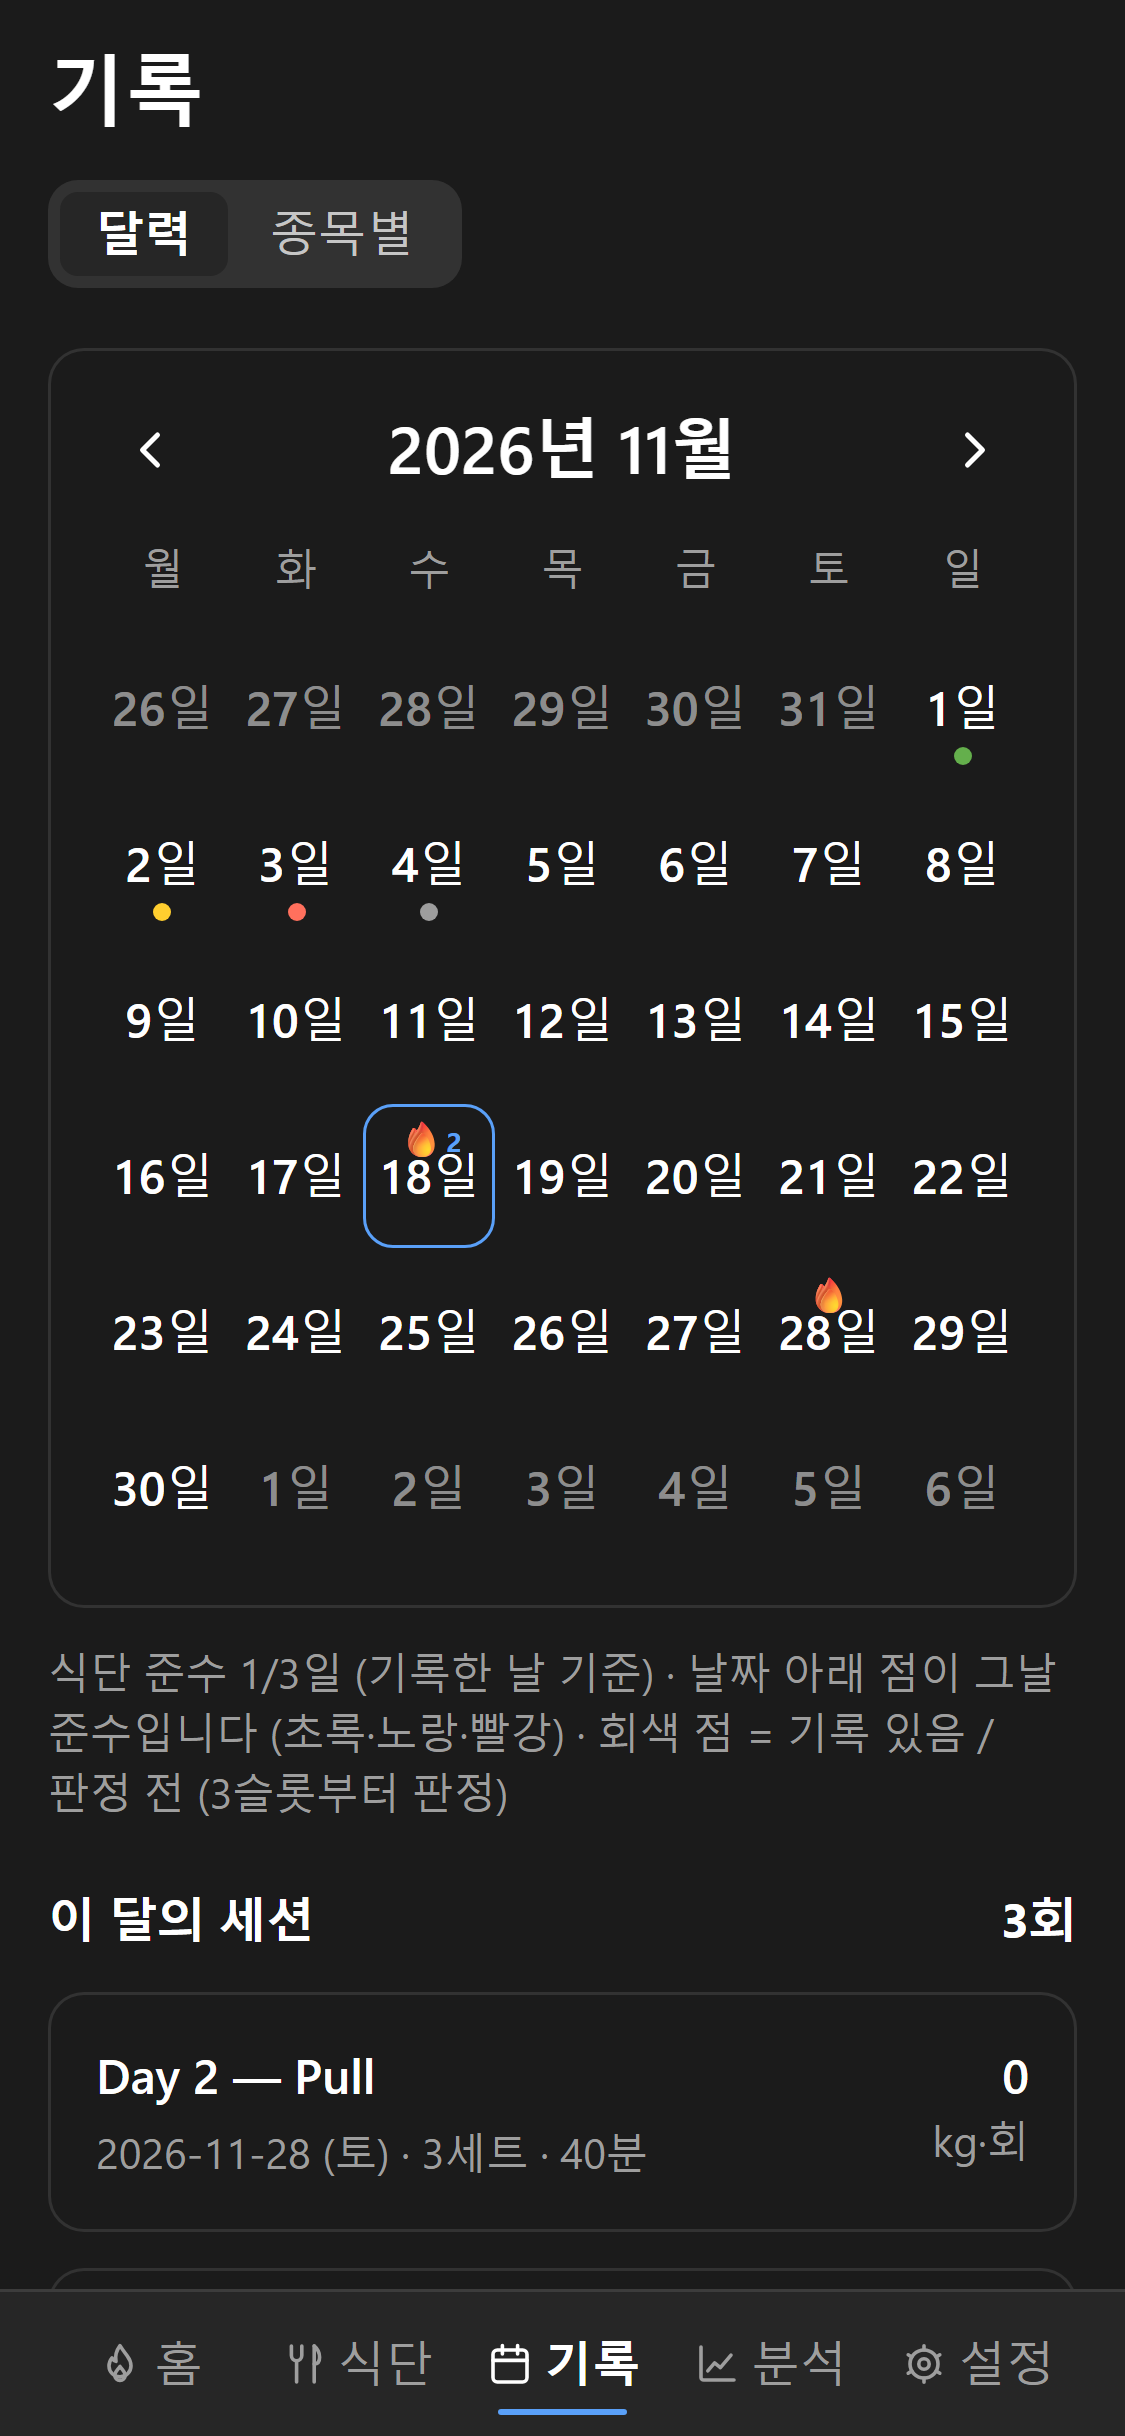 기록
달력 종목별
2026년 11월
월 화 수 목 금 토 일
26일 27일 28일 29일 30일 31일 1일
2일 3일 4일 5일 6일 7일 8일
9일 10일 11일 12일 13일 14일 15일
2
16일 17일 18일 19일 20일 21일 22일
23일 24일 25일 26일 27일 28일 29일
30일 1일 2일 3일 4일 5일 6일
식단 준수 1/3일 (기록한 날 기준) · 날짜 아래 점이 그날
준수입니다 (초록·노랑·빨강) · 회색 점 = 기록 있음 /
판정 전 (3슬롯부터 판정)
이 달의 세션 3회
Day 2 — Pull 0
2026-11-28 (토) · 3세트 · 40분 kg·회
홈 식단 기록 분석 설정